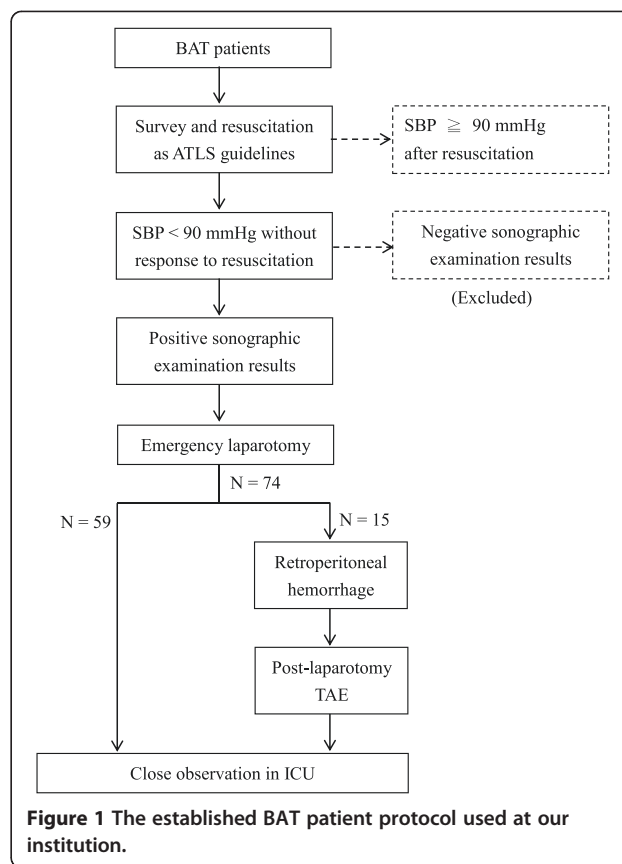 BAT patients
Survey and resuscitation
as ATLS guidelines
SBP ≧ 90 mmHg
after resuscitation
SBP < 90 mmHg without
response to resuscitation
Negative sonographic
examination results
(Excluded)
Positive sonographic
examination results
Emergency laparotomy
N = 74
N = 59
N = 15
Retroperitoneal
hemorrhage
Post-laparotomy
TAE
Close observation in ICU
Figure 1 The established BAT patient protocol used at our
institution.